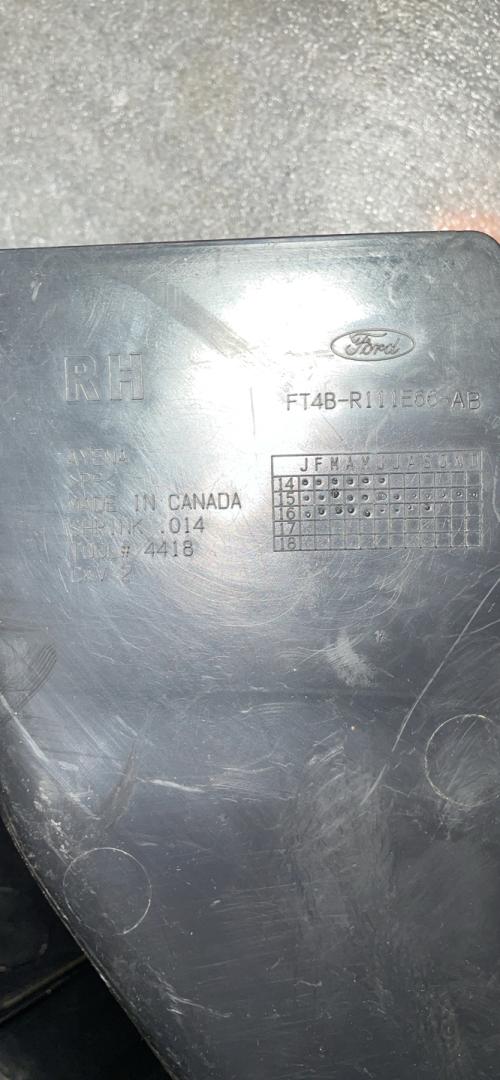 Ford
RH
FT4B-R111E66-AB
MADE IN CANADA
SHRINK .014
TOOL # 4418
J F M A M J J A S O N D
14
15
16
17
18